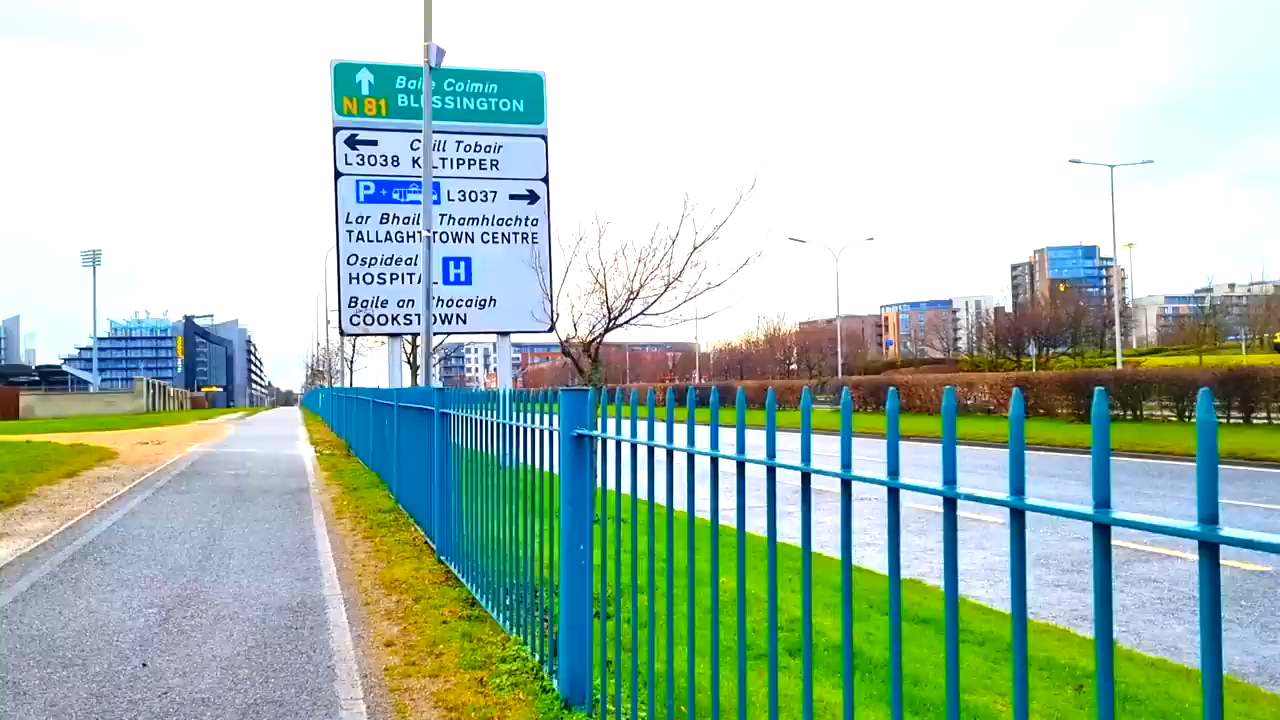 Baile Coimin
N 81 BLESSINGTON
Coill Tobair
L3038 KILTIPPER
P + L3037
Lar Bhaile Thamhlachta
TALLAGHT TOWN CENTRE
Ospideal
HOSPITAL H
Baile an Chocaigh
COOKSTOWN